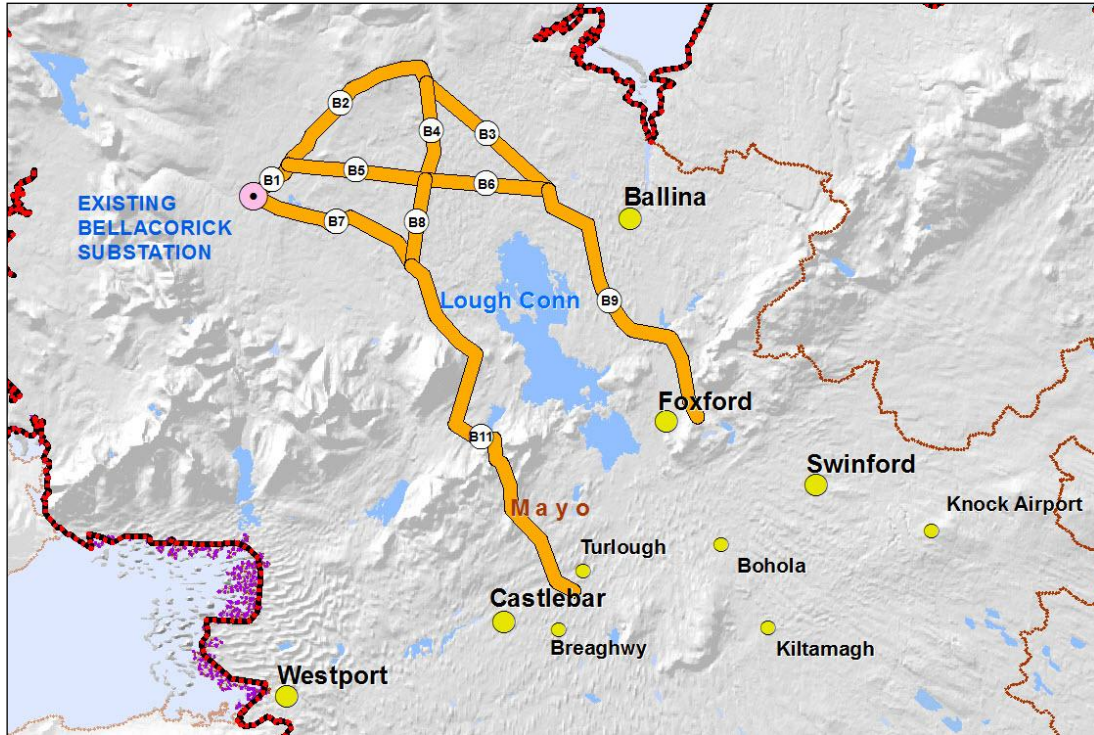 B2
B4
B3
B1
B5
B6
EXISTING
BELLACORICK
SUBSTATION
B7
B8
Ballina
Lough Conn
B9
Foxford
B11
Swinford
Mayo
Knock Airport
Turlough
Bohola
Castlebar
Breaghwy
Kiltamagh
Westport